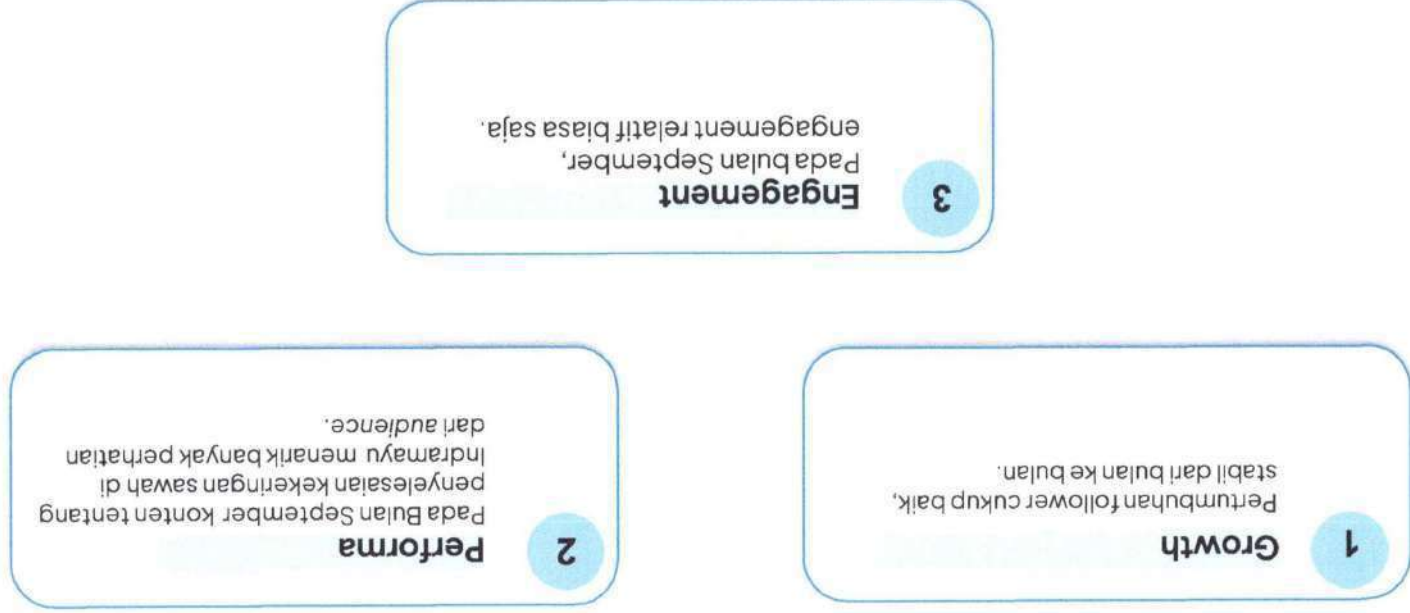 1
Growth
Pertumbuhan follower cukup baik,
stabil dari bulan ke bulan.
2
Performa
Pada Bulan September konten tentang
penyelesaian kekeringan sawah di
Indramayu menarik banyak perhatian
dari audience.
3
Engagement
Pada bulan September,
engagement relatif biasa saja.